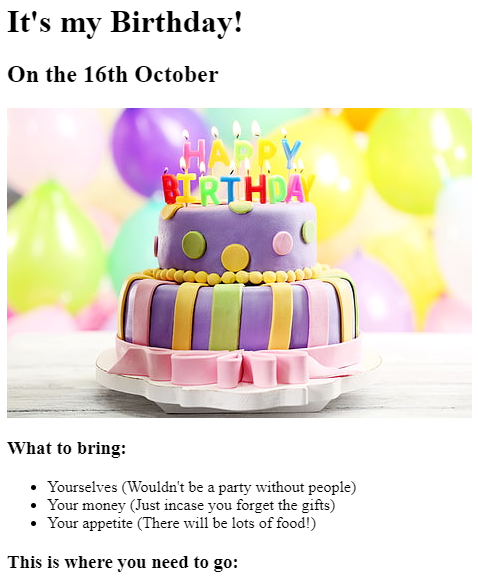 It's my Birthday!
On the 16th October
HAPPY
BIRTHDAY
What to bring:
Yourselves (Wouldn't be a party without people)
Your money (Just incase you forget the gifts)
Your appetite (There will be lots of food!)
This is where you need to go: